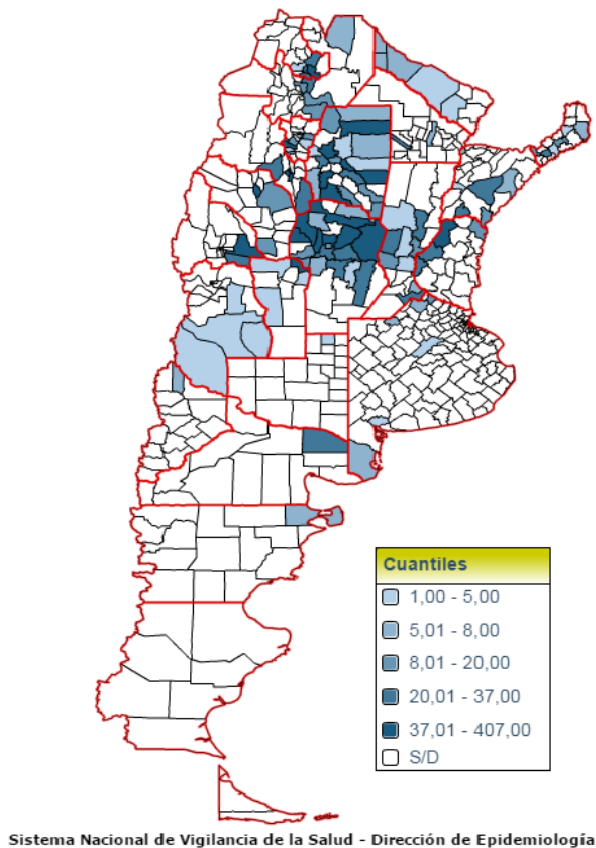 Cuantiles
1,00 - 5,00
5,01 - 8,00
8,01 - 20,00
20,01 - 37,00
37,01 - 407,00
S/D
Sistema Nacional de Vigilancia de la Salud - Dirección de Epidemiología